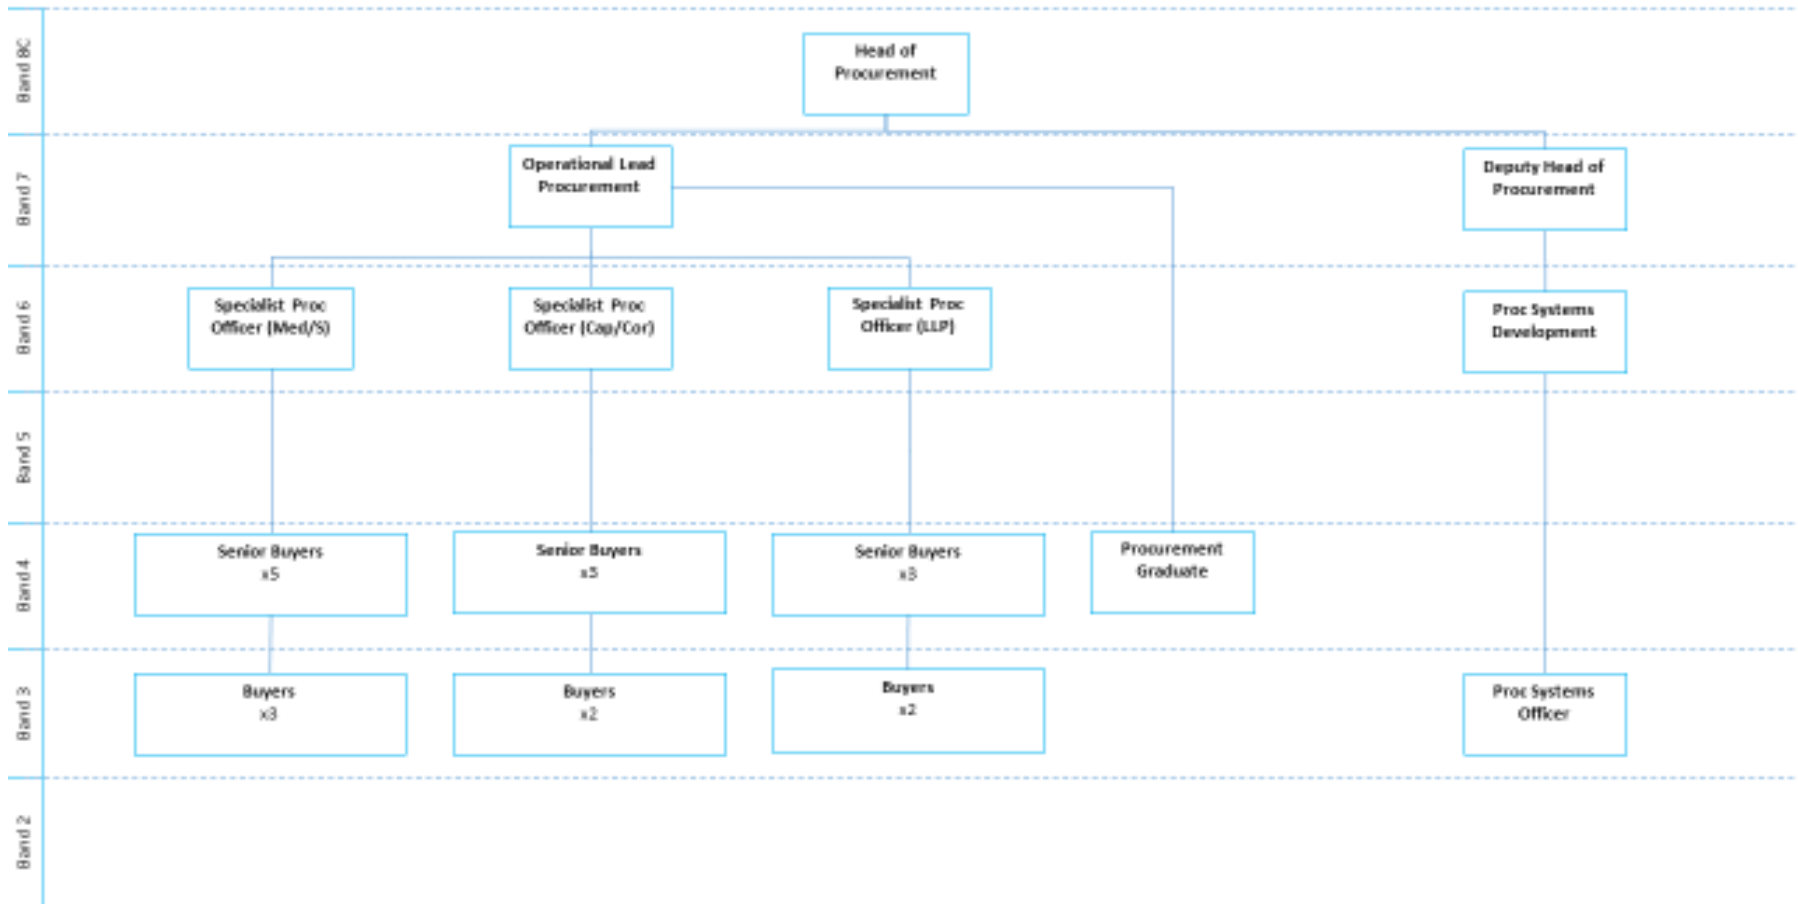 Band 8C
Head of
Procurement
Band 7
Operational Lead
Procurement
Deputy Head of
Procurement
Band 6
Specialist Proc
Officer (Med/S)
Specialist Proc
Officer (Cap/Cor)
Specialist Proc
Officer (LLP)
Proc Systems
Development
Band 5
Band 4
Senior Buyers
x5
Senior Buyers
Senior Buyers
x3
Procurement
Graduate
Band 3
Buyers
x3
Buyers
x2
Buyers
x2
Proc Systems
Officer
Band 2